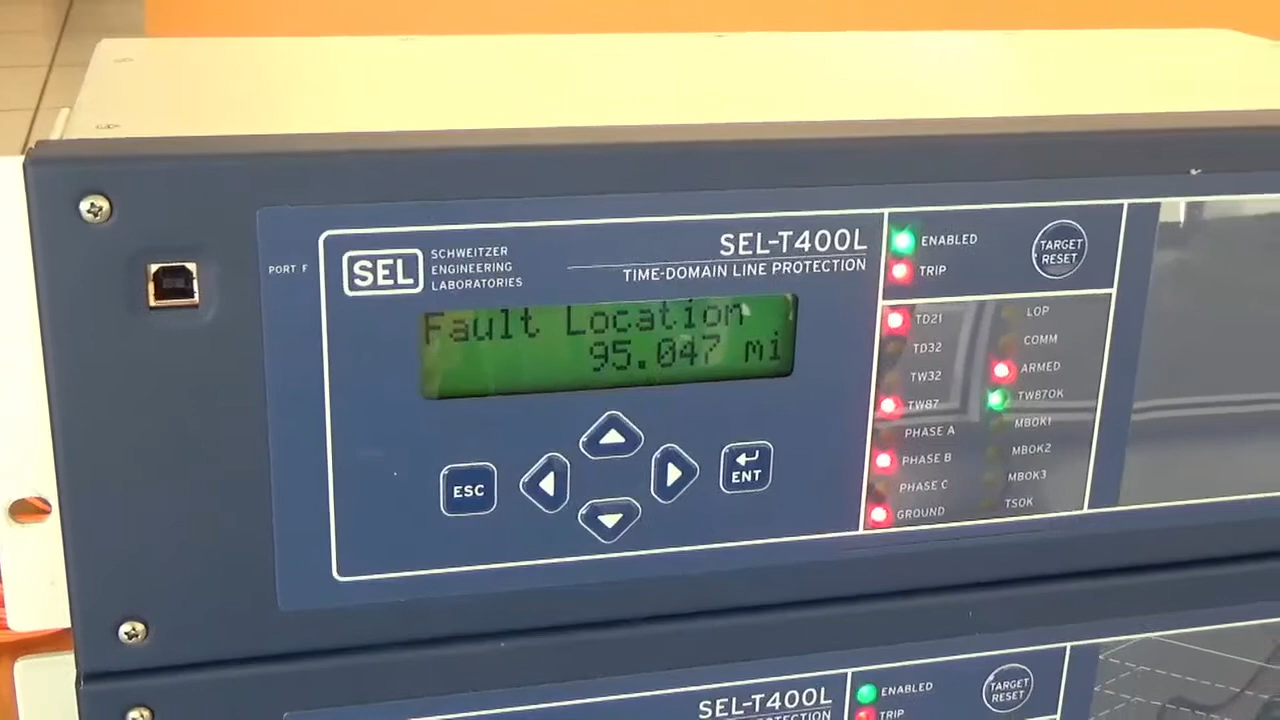 PORT F
SEL
SCHWEITZER
ENGINEERING
LABORATORIES
SEL-T400L
TIME-DOMAIN LINE PROTECTION
Fault Location
95.047 mi
ESC
ENT
ENABLED
TRIP
TARGET
RESET
TD21
TD32
TW32
TW87
PHASE A
PHASE B
PHASE C
GROUND
LOP
COMM
ARMED
TW87OK
MBOK1
MBOK2
MBOK3
TSOK
SEL-T400L
PROTECTION
ENABLED
TRIP
TARGET
RESET